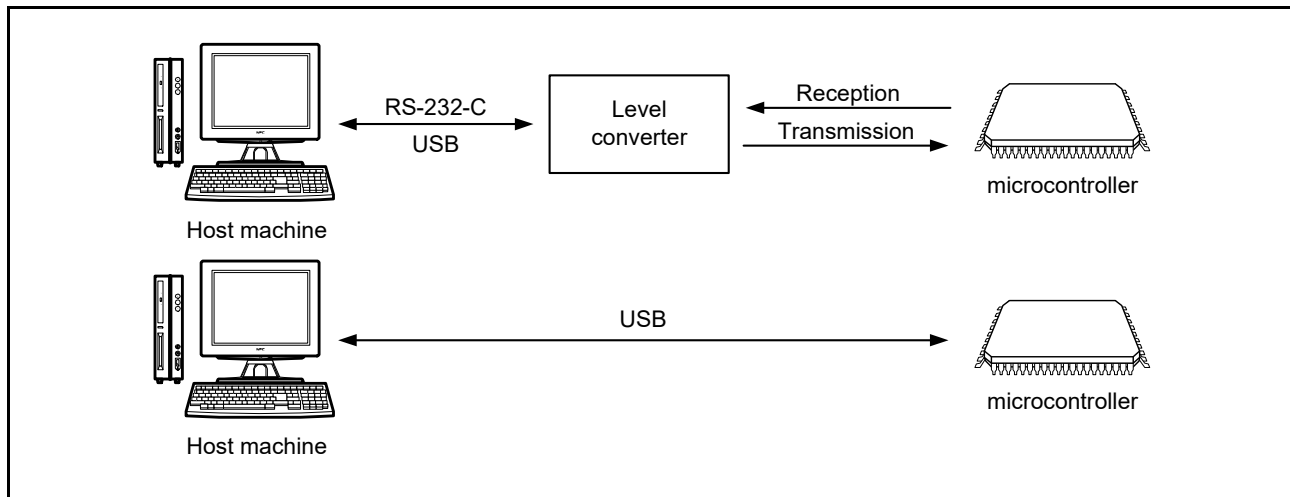 RS-232-C
USB
Level
converter
Reception
Transmission
microcontroller
Host machine
USB
microcontroller
Host machine